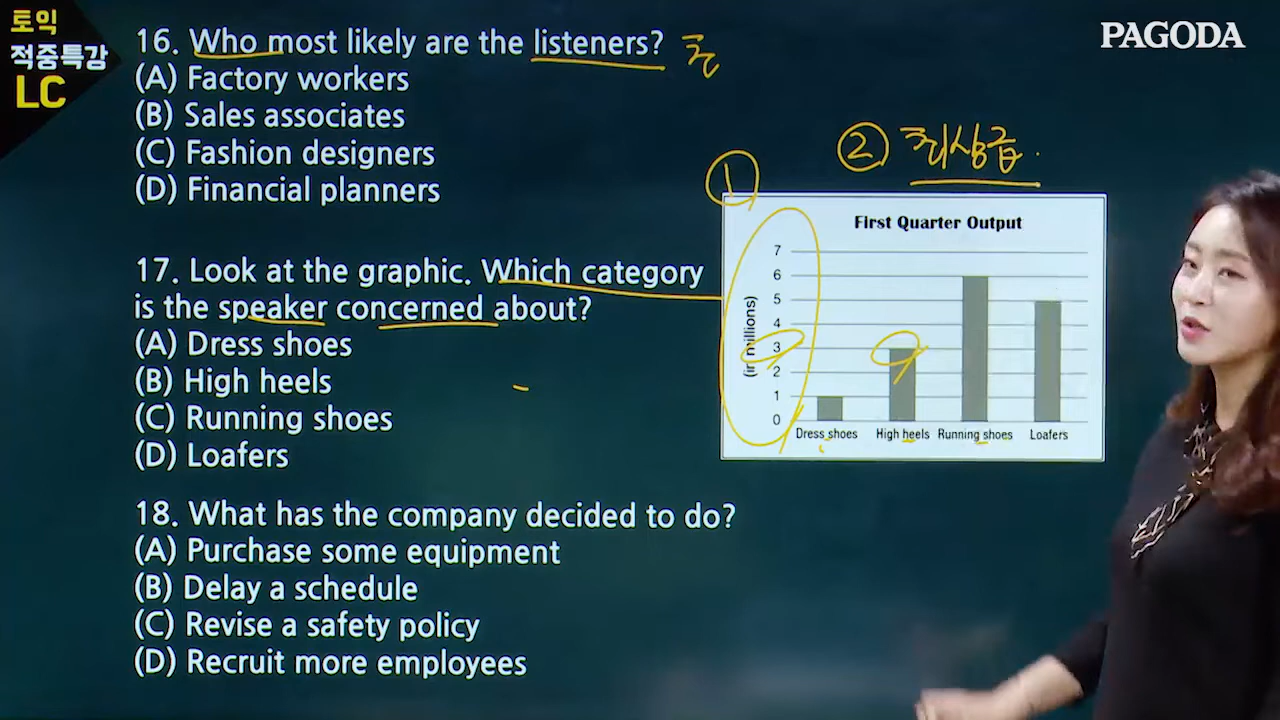 토익
적중특강
LC
PAGODA
16. Who most likely are the listeners?
(A) Factory workers
(B) Sales associates
(C) Fashion designers
(D) Financial planners
17. Look at the graphic. Which category
is the speaker concerned about?
(A) Dress shoes
(B) High heels
(C) Running shoes
(D) Loafers
18. What has the company decided to do?
(A) Purchase some equipment
(B) Delay a schedule
(C) Revise a safety policy
(D) Recruit more employees
①
② 최상급.
First Quarter Output
(in millions)
7
6
5
4
3
2
1
0
Dress shoes High heels Running shoes Loafers